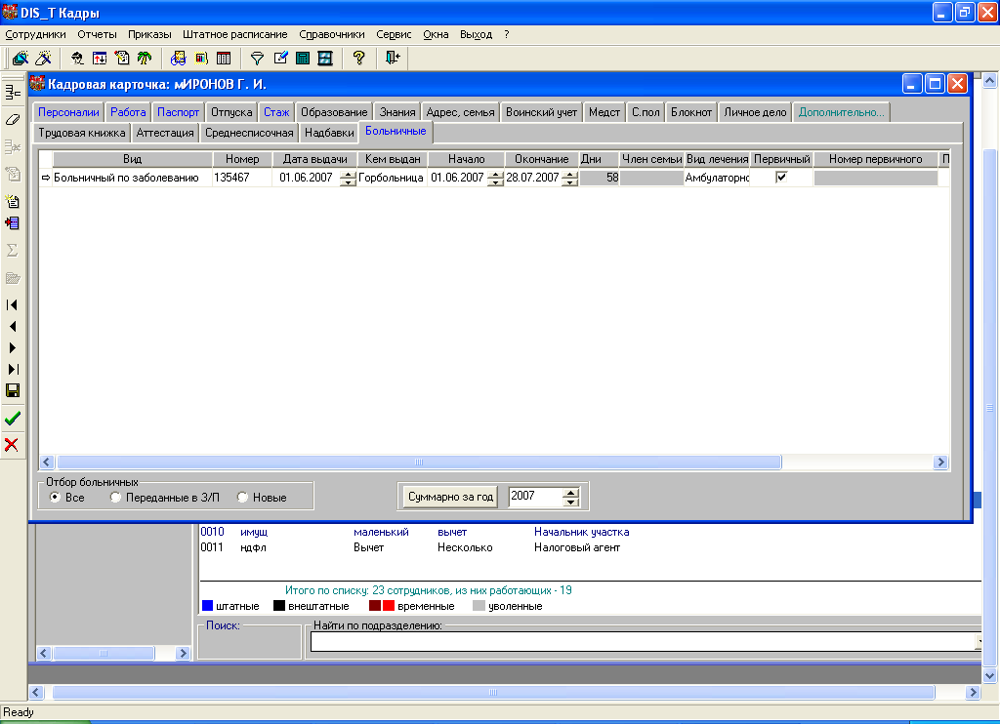 DIS_T Кадры
Сотрудники Отчеты Приказы Штатное расписание Справочники Сервис Окна Выход ?
Кадровая карточка: мИРОНОВ Г. И.
Персоналии Работа Паспорт Отпуска Стаж Образование Знания Адрес, семья Воинский учет Медст С.пол Блокнот Личное дело Дополнительно...
Трудовая книжка Аттестация Среднесписочная Надбавки Больничные
Вид Номер Дата выдачи Кем выдан Начало Окончание Дни Член семьи Вид лечения Первичный Номер первичного П
Больничный по заболеванию 135467 01.06.2007 Горбольница 01.06.2007 28.07.2007 58 Амбулаторно
Отбор больничных
Все Переданные в З/П Новые
Суммарно за год 2007
0010 имущ маленький вычет Начальник участка
0011 ндфл Вычет Несколько Налоговый агент
Итого по списку: 23 сотрудников, из них работающих - 19
штатные внештатные временные уволенные
Поиск: Найти по подразделению:
Ready